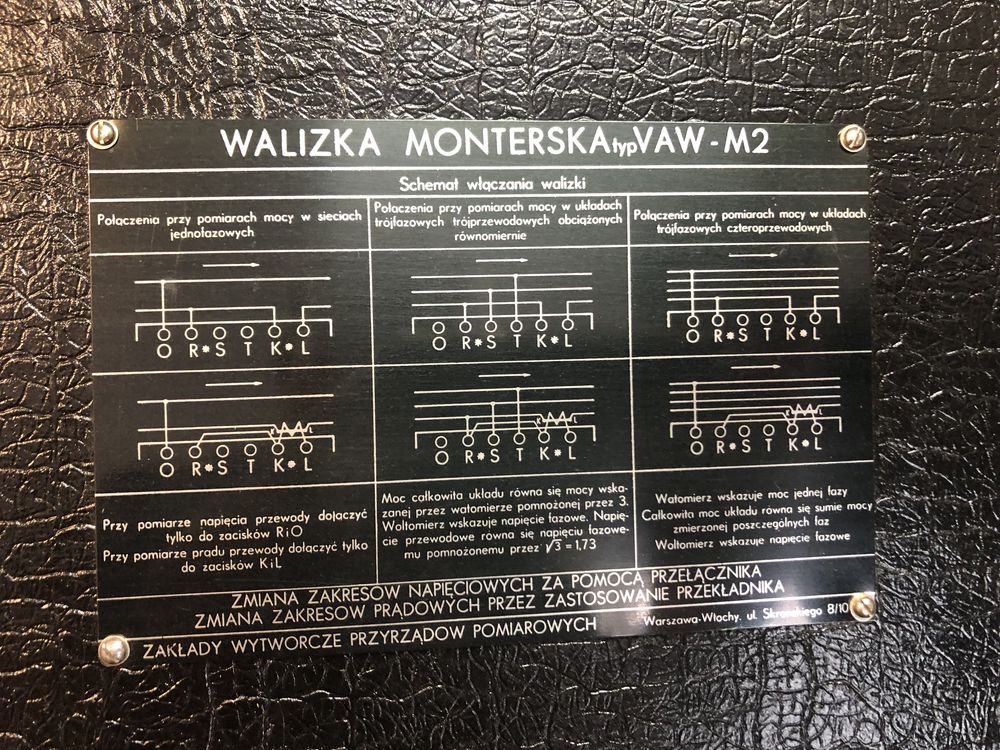 WALIZKA MONTERSKA typ VAW-M2
Schemat włączania walizki
Połączenia przy pomiarach mocy w sieciach
jednofazowych
Połączenia przy pomiarach mocy w układach
trójfazowych trójprzewodowych obciążonych
równomiernie
Połączenia przy pomiarach mocy w układach
trójfazowych czteroprzewodowych
O R*S T K*L
O R*S T K*L
O R*S T K*L
O R*S T K*L
O R*S T K*L
O R*S T K*L
Przy pomiarze napięcia przewody dołączyć
tylko do zacisków R i O
Przy pomiarze prądu przewody dołączyć tylko
do zacisków K i L
Moc całkowita układu równa się mocy wska-
zanej przez watomierze pomnożonej przez 3.
Woltomierz wskazuje napięcie fazowe. Napię-
cie przewodowe równa się napięciu fazowe-
mu pomnożonemu przez √3 = 1,73
Watomierz wskazuje moc jednej fazy
Całkowita moc układu równa się sumie mocy
zmierzonej poszczególnych faz
Woltomierz wskazuje napięcie fazowe
ZMIANA ZAKRESÓW NAPIĘCIOWYCH ZA POMOCĄ PRZEŁĄCZNIKA
ZMIANA ZAKRESÓW PRĄDOWYCH PRZEZ ZASTOSOWANIE PRZEKŁADNIKA
ZAKŁADY WYTWÓRCZE PRZYRZĄDÓW POMIAROWYCH
Warszawa-Włochy. ul. 8/10